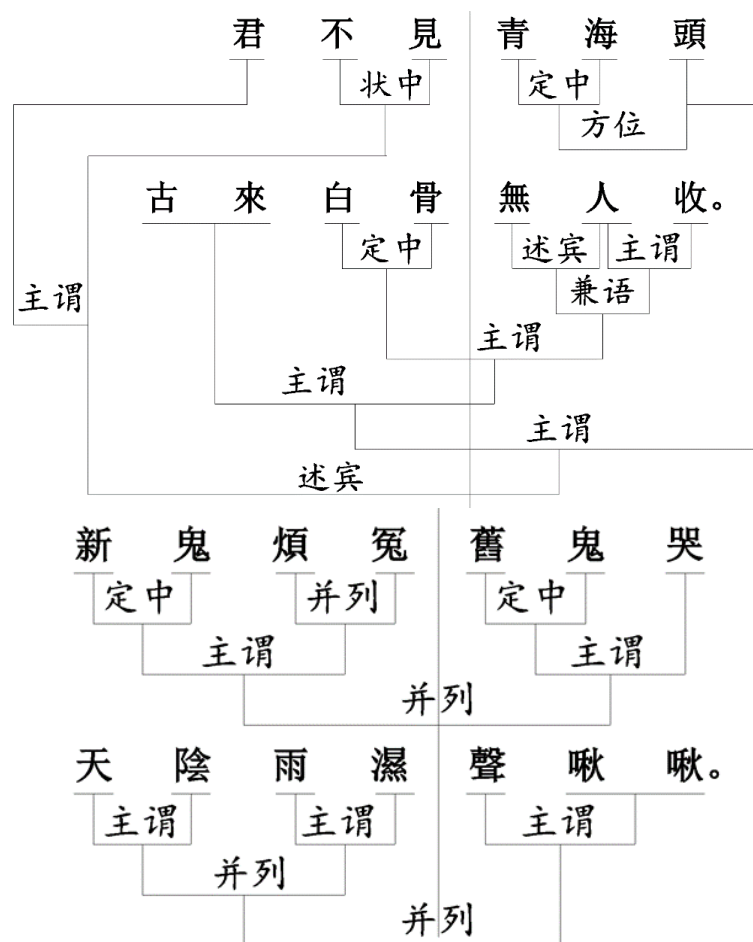 君不見青海頭
状中 定中
方位
古來白骨無人收。
定中 述宾 主谓
兼语
主谓
主谓
主谓
主谓
述宾
新鬼煩冤舊鬼哭
定中 并列 定中
主谓 主谓
并列
天陰雨濕聲啾啾。
主谓 主谓 主谓
并列
并列